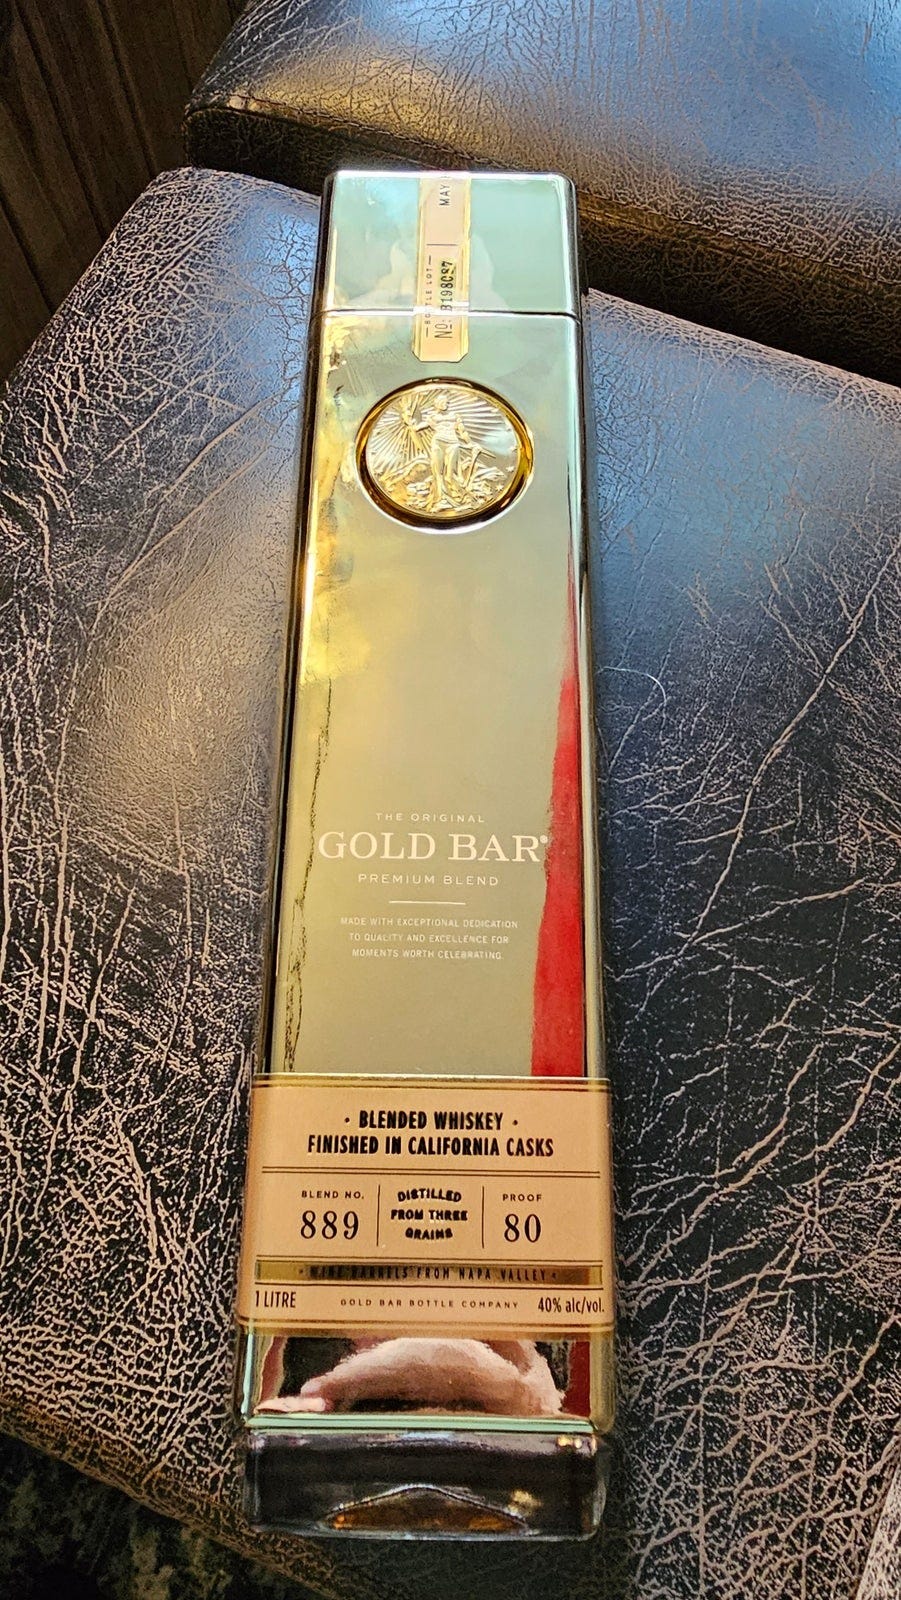 MAY
BOTTLE LOT
NO. B198C97
THE ORIGINAL
GOLD BAR®
PREMIUM BLEND
MADE WITH EXCEPTIONAL DEDICATION
TO QUALITY AND EXCELLENCE FOR
MOMENTS WORTH CELEBRATING
· BLENDED WHISKEY ·
FINISHED IN CALIFORNIA CASKS
BLEND NO.
889
DISTILLED
FROM THREE
GRAINS
PROOF
80
· WINE BARRELS FROM NAPA VALLEY ·
1 LITRE GOLD BAR BOTTLE COMPANY 40% alc/vol.